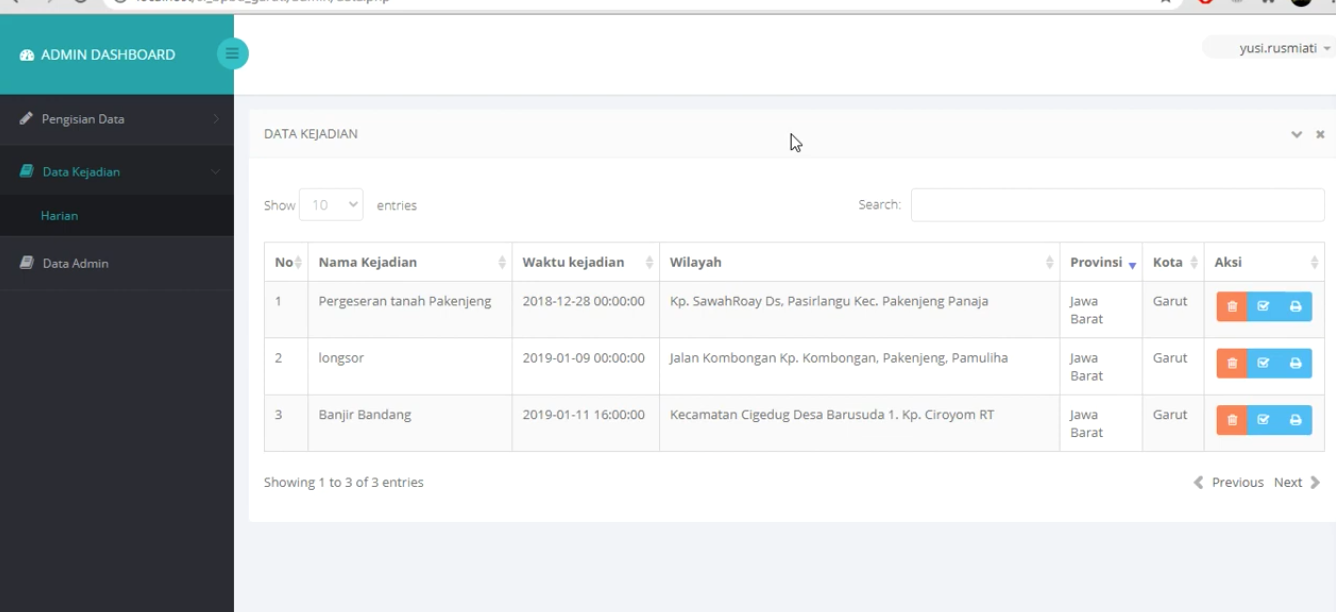 ADMIN DASHBOARD
yusi.rusmiati
Pengisian Data
Data Kejadian
Harian
Data Admin
DATA KEJADIAN
Show 10 entries
Search:
No Nama Kejadian Waktu kejadian Wilayah Provinsi Kota Aksi
1 Pergeseran tanah Pakenjeng 2018-12-28 00:00:00 Kp. SawahRoay Ds, Pasirlangu Kec. Pakenjeng Panaja Jawa Garut
Barat
2 longsor 2019-01-09 00:00:00 Jalan Kombongan Kp. Kombongan, Pakenjeng, Pamuliha Jawa Garut
Barat
3 Banjir Bandang 2019-01-11 16:00:00 Kecamatan Cigedug Desa Barusuda 1. Kp. Ciroyom RT Jawa Garut
Barat
Showing 1 to 3 of 3 entries
Previous Next